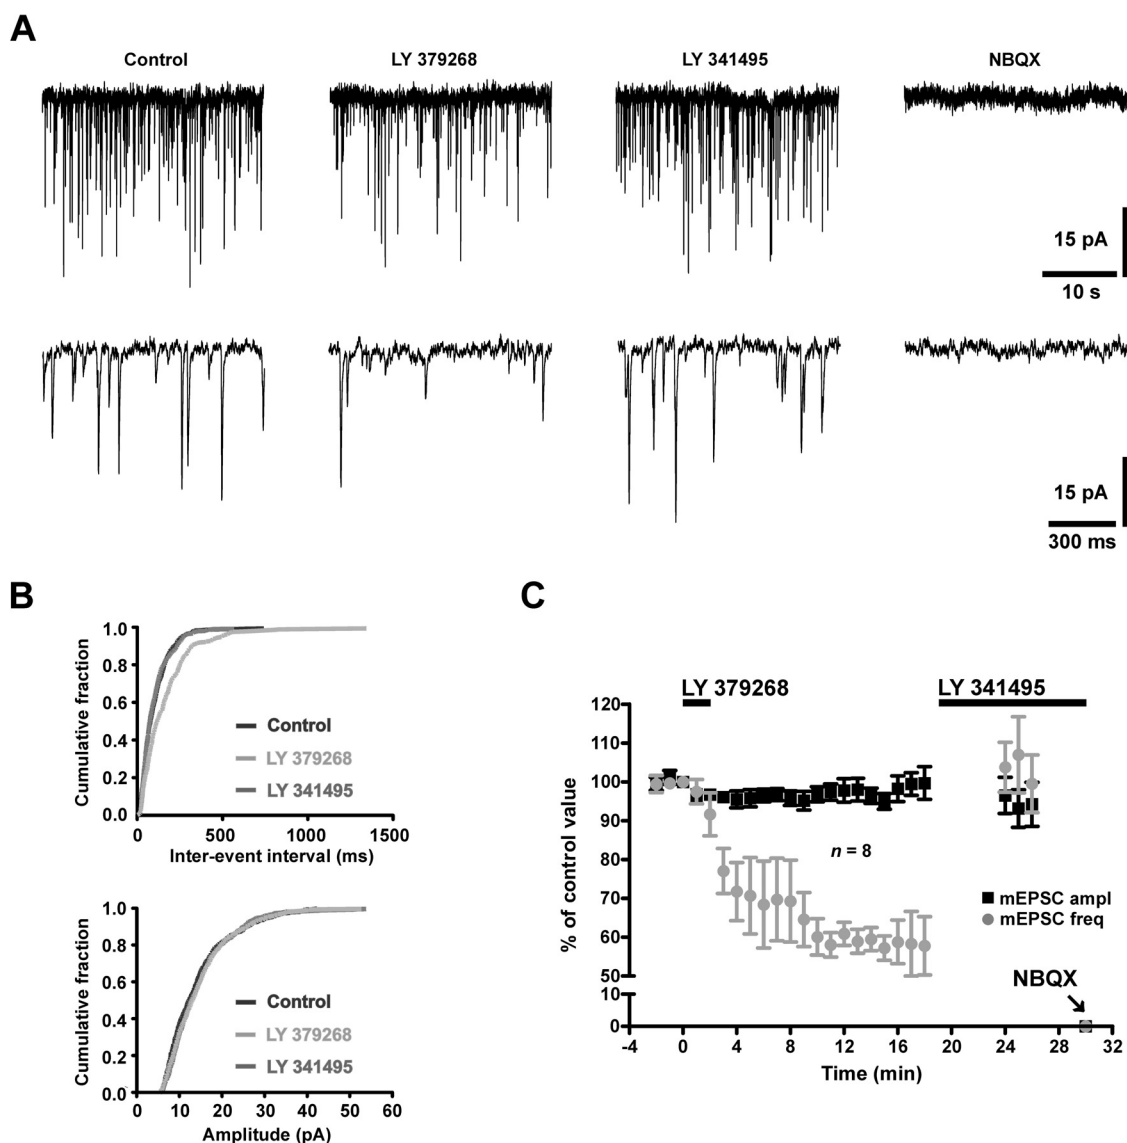 A
Control LY 379268 LY 341495 NBQX
15 pA
10 s
15 pA
300 ms
B
1.0
0.8
0.6
0.4
0.2
0.0
Cumulative fraction
Control
LY 379268
LY 341495
0 500 1000 1500
Inter-event interval (ms)
1.0
0.8
0.6
0.4
0.2
0.0
Cumulative fraction
Control
LY 379268
LY 341495
0 10 20 30 40 50 60
Amplitude (pA)
C
LY 379268 LY 341495
120
110
100
90
80
70
60
50
10
0
% of control value
n = 8
mEPSC ampl
mEPSC freq
NBQX
-4 0 4 8 12 16 20 24 28 32
Time (min)